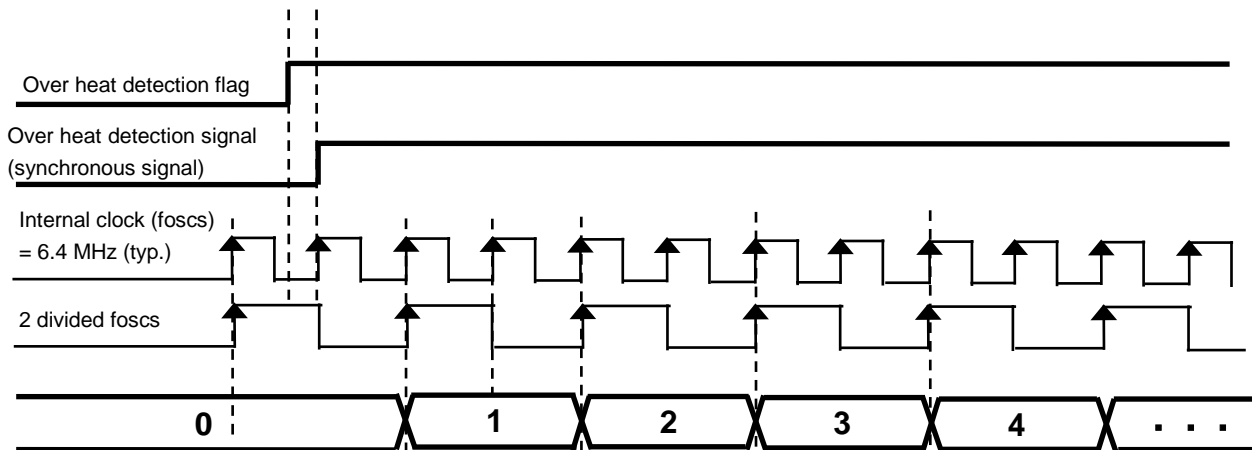 Over heat detection flag
Over heat detection signal
(synchronous signal)
Internal clock (foscs)
= 6.4 MHz (typ.)
2 divided foscs
0 1 2 3 4 . . .